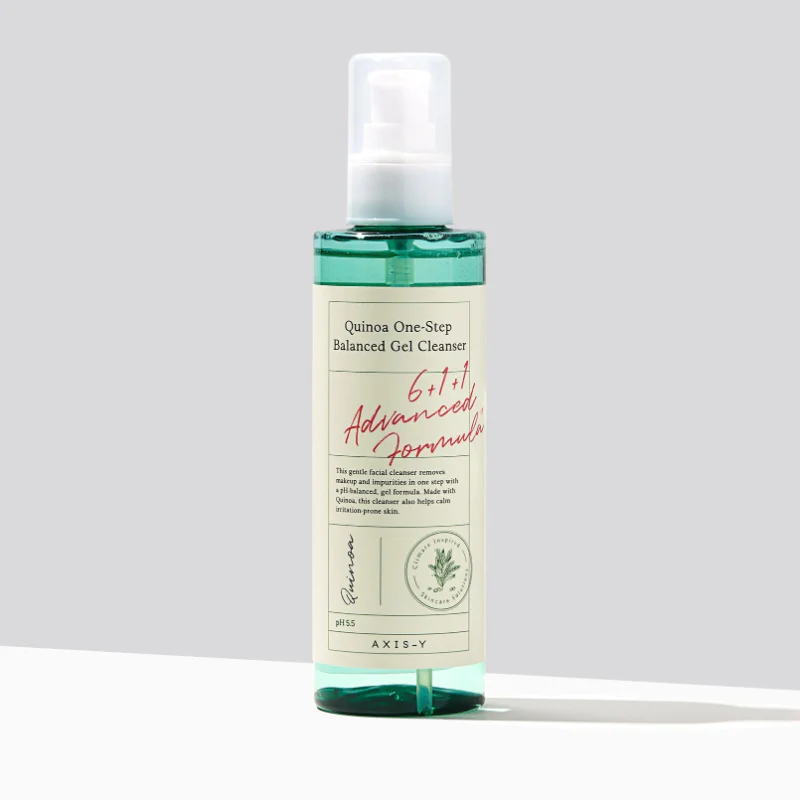 Quinoa One-Step
Balanced Gel Cleanser
6+1+1
Advanced
Formula
This gentle facial cleanser removes
makeup and impurities in one step with
a pH-balanced, gel formula. Made with
Quinoa, this cleanser also helps calm
irritation-prone skin.
Quinoa
Climate Inspired
Skincare Solutions
pH 5.5
AXIS-Y